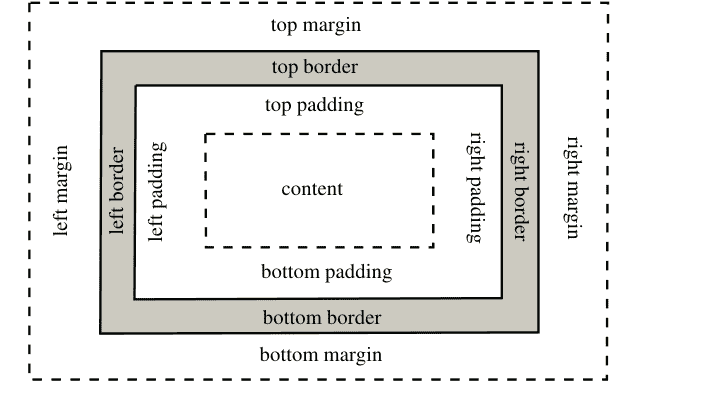 top margin
top border
top padding
left margin
left border
left padding
content
right padding
right border
right margin
bottom padding
bottom border
bottom margin